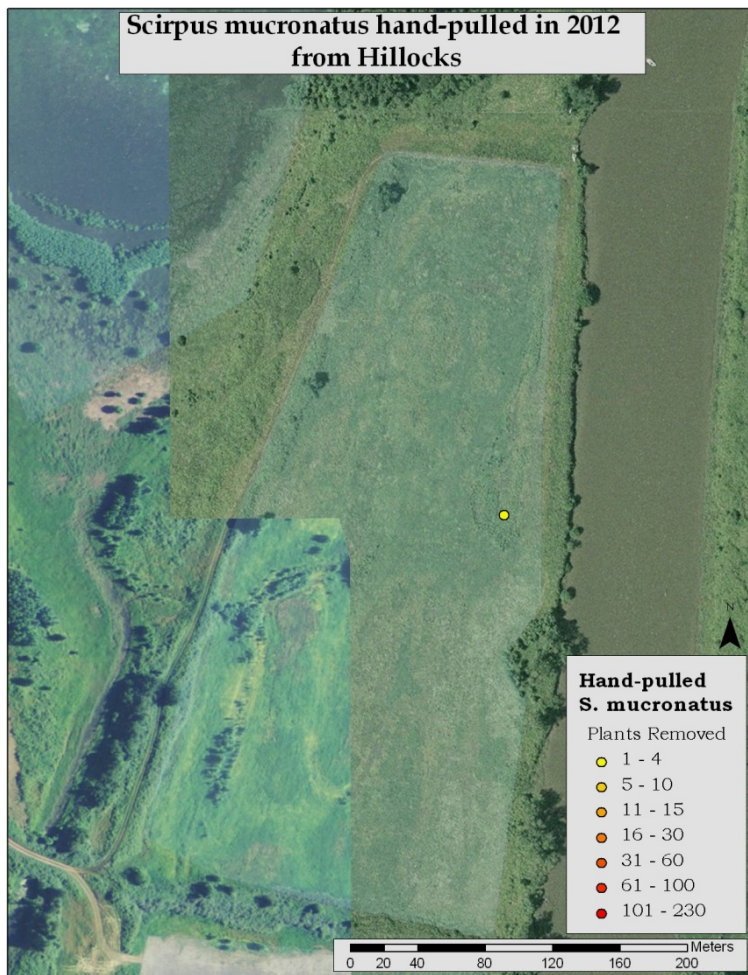 Scirpus mucronatus hand-pulled in 2012
from Hillocks
N
Hand-pulled
S. mucronatus
Plants Removed
1 - 4
5 - 10
11 - 15
16 - 30
31 - 60
61 - 100
101 - 230
Meters
0 20 40 80 120 160 200